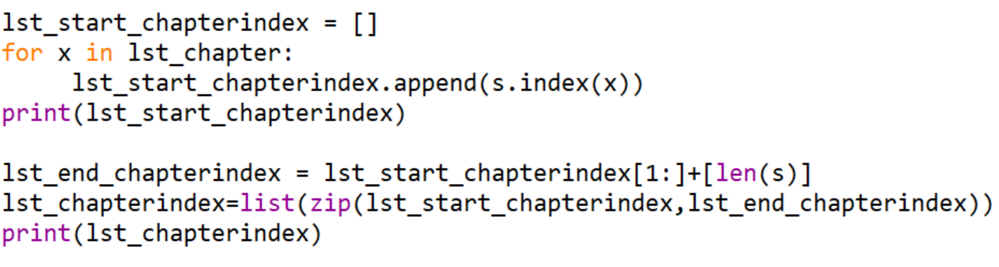 lst_start_chapterindex = []
for x in lst_chapter:
     lst_start_chapterindex.append(s.index(x))
print(lst_start_chapterindex)

lst_end_chapterindex = lst_start_chapterindex[1:]+[len(s)]
lst_chapterindex=list(zip(lst_start_chapterindex,lst_end_chapterindex))
print(lst_chapterindex)